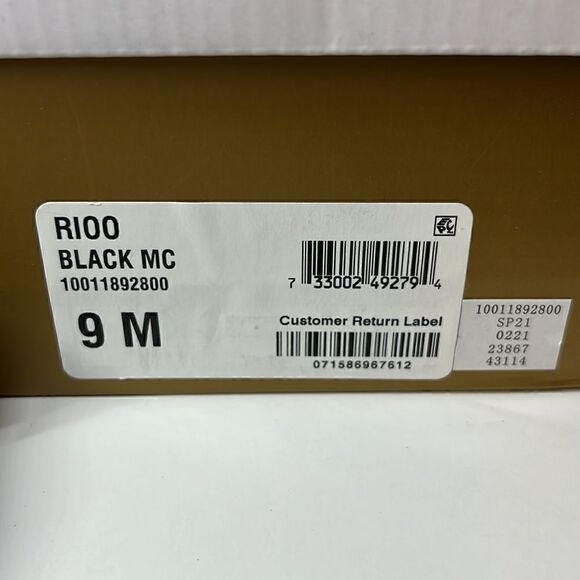 RIOO
BLACK MC
10011892800
9 M
7 33002 49279 4
Customer Return Label
071586967612
10011892800
SP21
0221
23867
43114